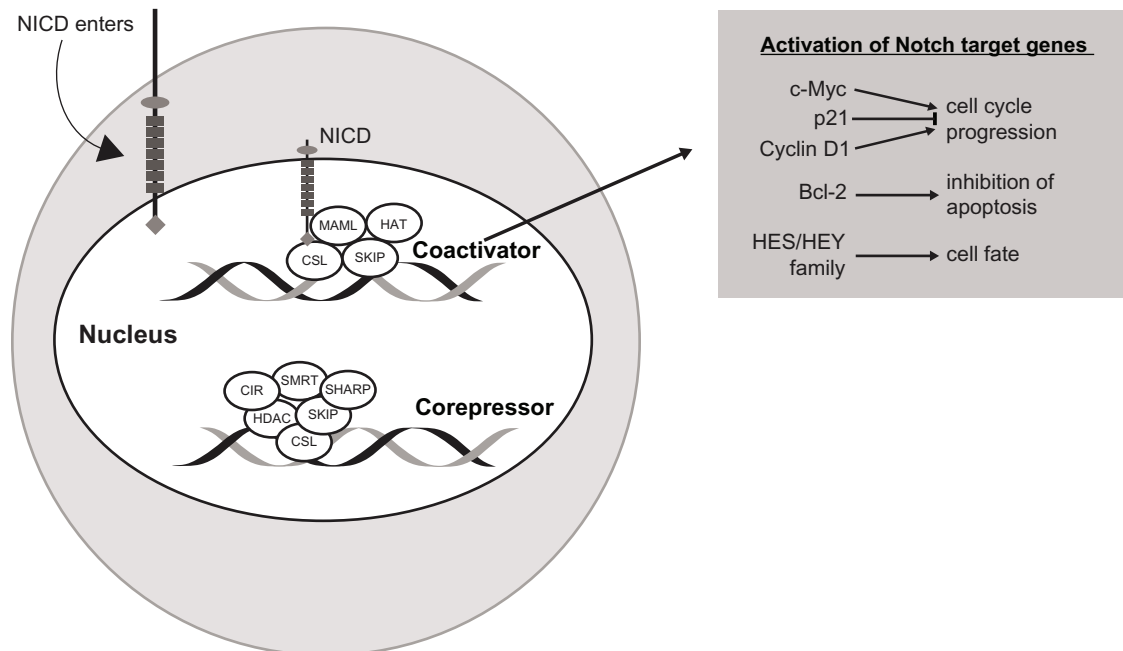 NICD enters
NICD
MAML
HAT
CSL
SKIP
Coactivator
Nucleus
CIR
SMRT
SHARP
HDAC
SKIP
CSL
Corepressor
Activation of Notch target genes
c-Myc
p21
Cyclin D1
cell cycle
progression
Bcl-2
inhibition of
apoptosis
HES/HEY
family
cell fate